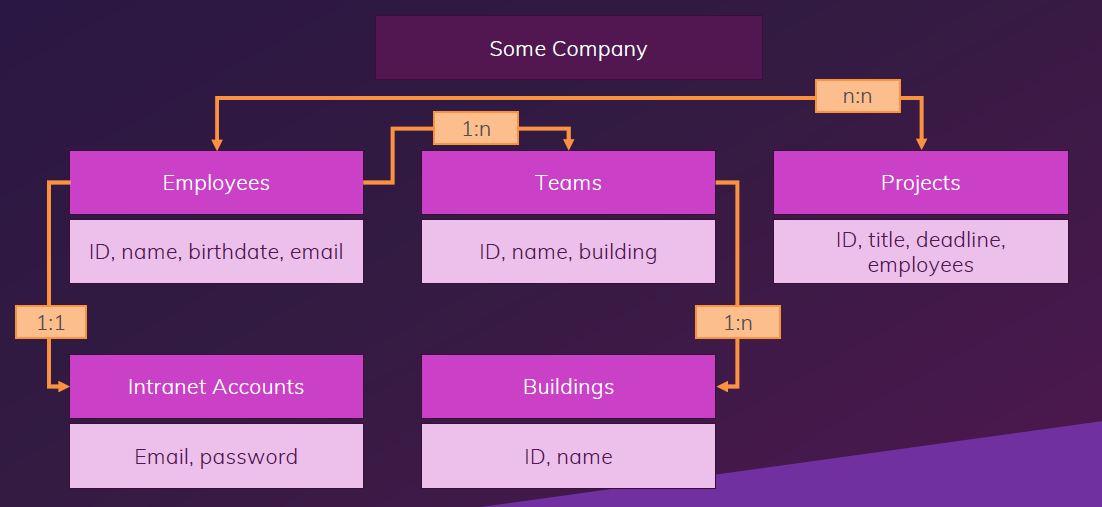 Some Company
n:n
1:n
Employees
Teams
Projects
ID, name, birthdate, email
ID, name, building
ID, title, deadline,
employees
1:1
1:n
Intranet Accounts
Buildings
Email, password
ID, name